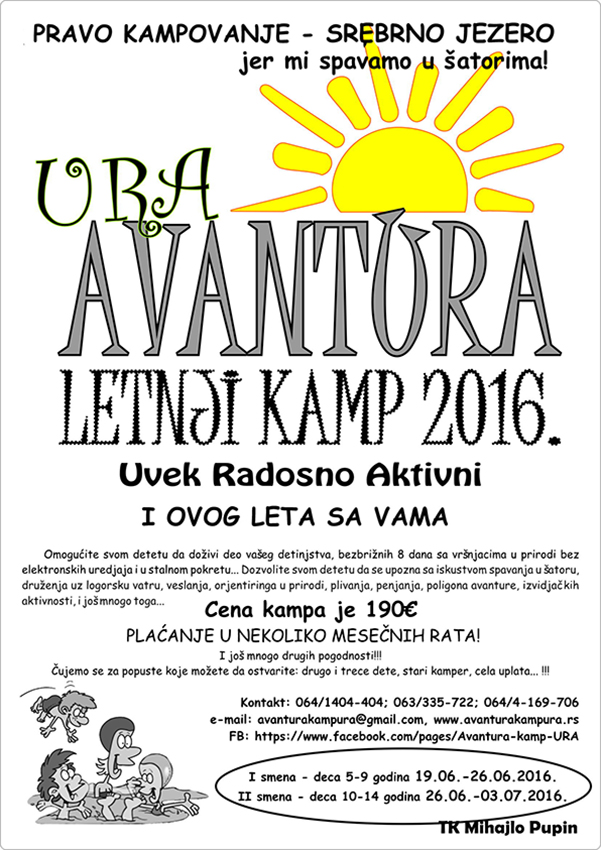 PRAVO KAMPOVANJE - SREBRNO JEZERO
jer mi spavamo u šatorima!
URA
AVANTURA
LETNJI KAMP 2016.
Uvek Radosno Aktivni
I OVOG LETA SA VAMA
Omogućite svom detetu da doživi deo vašeg detinjstva, bezbrižnih 8 dana sa vršnjacima u prirodi bez
elektronskih uredjaja i u stalnom pokretu... Dozvolite svom detetu da se upozna sa iskustvom spavanja u šatoru,
druženja uz logorsku vatru, veslanja, orjentiringa u prirodi, plivanja, penjanja, poligona avanture, izvidjačkih
aktivnosti, i još mnogo toga...
Cena kampa je 190€
PLAĆANJE U NEKOLIKO MESEČNIH RATA!
I još mnogo drugih pogodnosti!!!
Čujemo se za popuste koje možete da ostvarite: drugo i trece dete, stari kamper, cela uplata... !!!
Kontakt: 064/1404-404; 063/335-722; 064/4-169-706
e-mail: avanturakampura@gmail.com, www.avanturakampura.rs
FB: https://www.facebook.com/pages/Avantura-kamp-URA
I smena - deca 5-9 godina 19.06.-26.06.2016.
II smena - deca 10-14 godina 26.06.-03.07.2016.
TK Mihajlo Pupin